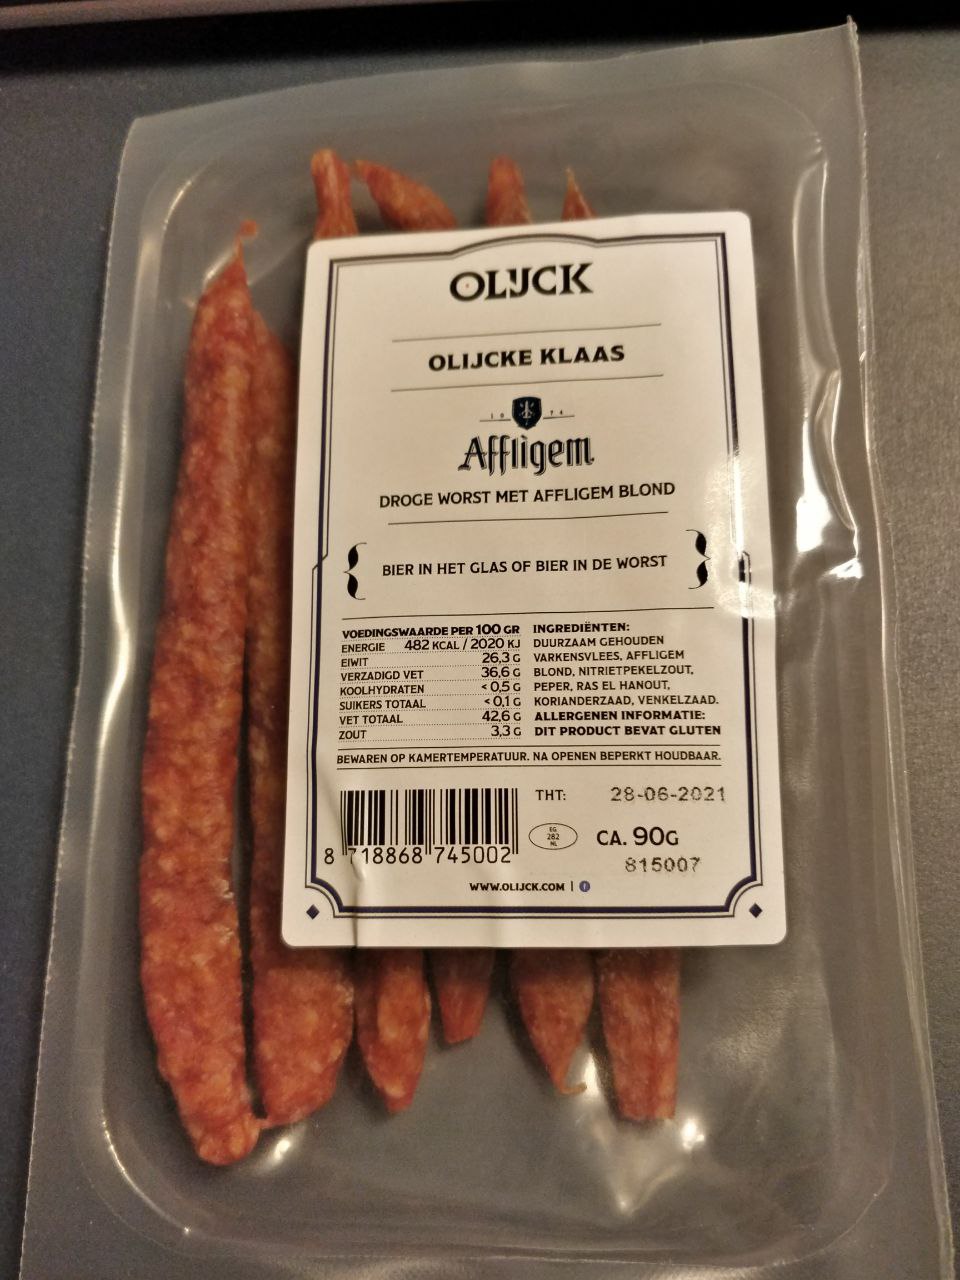 OLIJCK
OLIJCKE KLAAS
1074
Affligem
DROGE WORST MET AFFLIGEM BLOND
BIER IN HET GLAS OF BIER IN DE WORST
VOEDINGSWAARDE PER 100 GR
ENERGIE 482 KCAL / 2020 KJ
EIWIT 26,3 G
VERZADIGD VET 36,6 G
KOOLHYDRATEN < 0,5 G
SUIKERS TOTAAL < 0,1 G
VET TOTAAL 42,6 G
ZOUT 3,3 G
INGREDIËNTEN:
DUURZAAM GEHOUDEN
VARKENSVLEES, AFFLIGEM
BLOND, NITRIETPEKELZOUT,
PEPER, RAS EL HANOUT,
KORIANDERZAAD, VENKELZAAD.
ALLERGENEN INFORMATIE:
DIT PRODUCT BEVAT GLUTEN
BEWAREN OP KAMERTEMPERATUUR. NA OPENEN BEPERKT HOUDBAAR.
THT: 28-06-2021
EG
282
NL
CA. 90G
8 718868 745002
815007
WWW.OLIJCK.COM | f